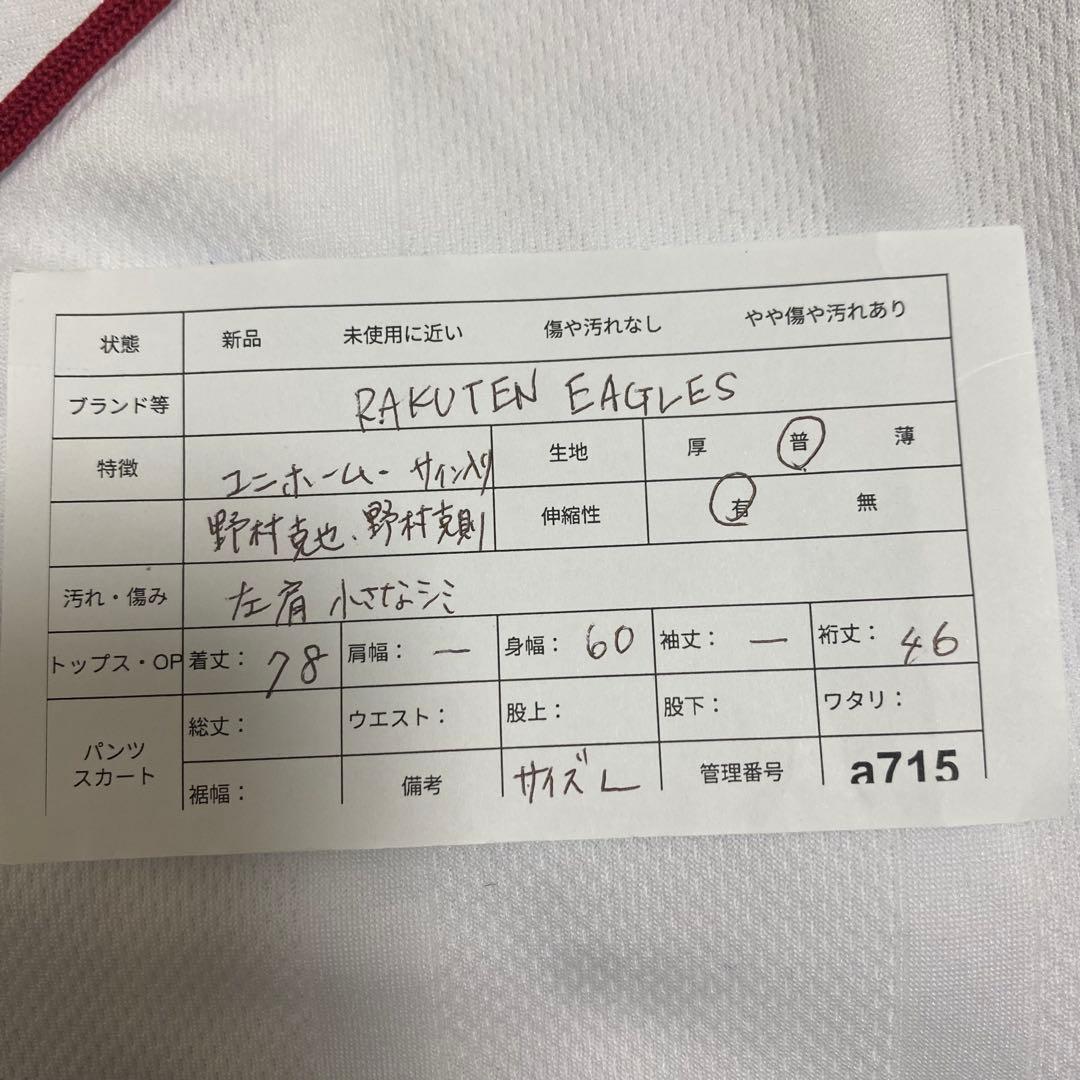 状態 新品 未使用に近い 傷や汚れなし やや傷や汚れあり
ブランド等 RAKUTEN EAGLES
特徴 ユニホーム- サイン入り 生地 厚 普 薄
野村克也、野村克則 伸縮性 有 無
汚れ・傷み 左肩 小さなシミ
トップス・OP 着丈: 78 肩幅: — 身幅: 60 袖丈: — 裄丈: 46
パンツ スカート 総丈: ウエスト: 股上: 股下: ワタリ:
裾幅: 備考 サイズ L 管理番号 a715